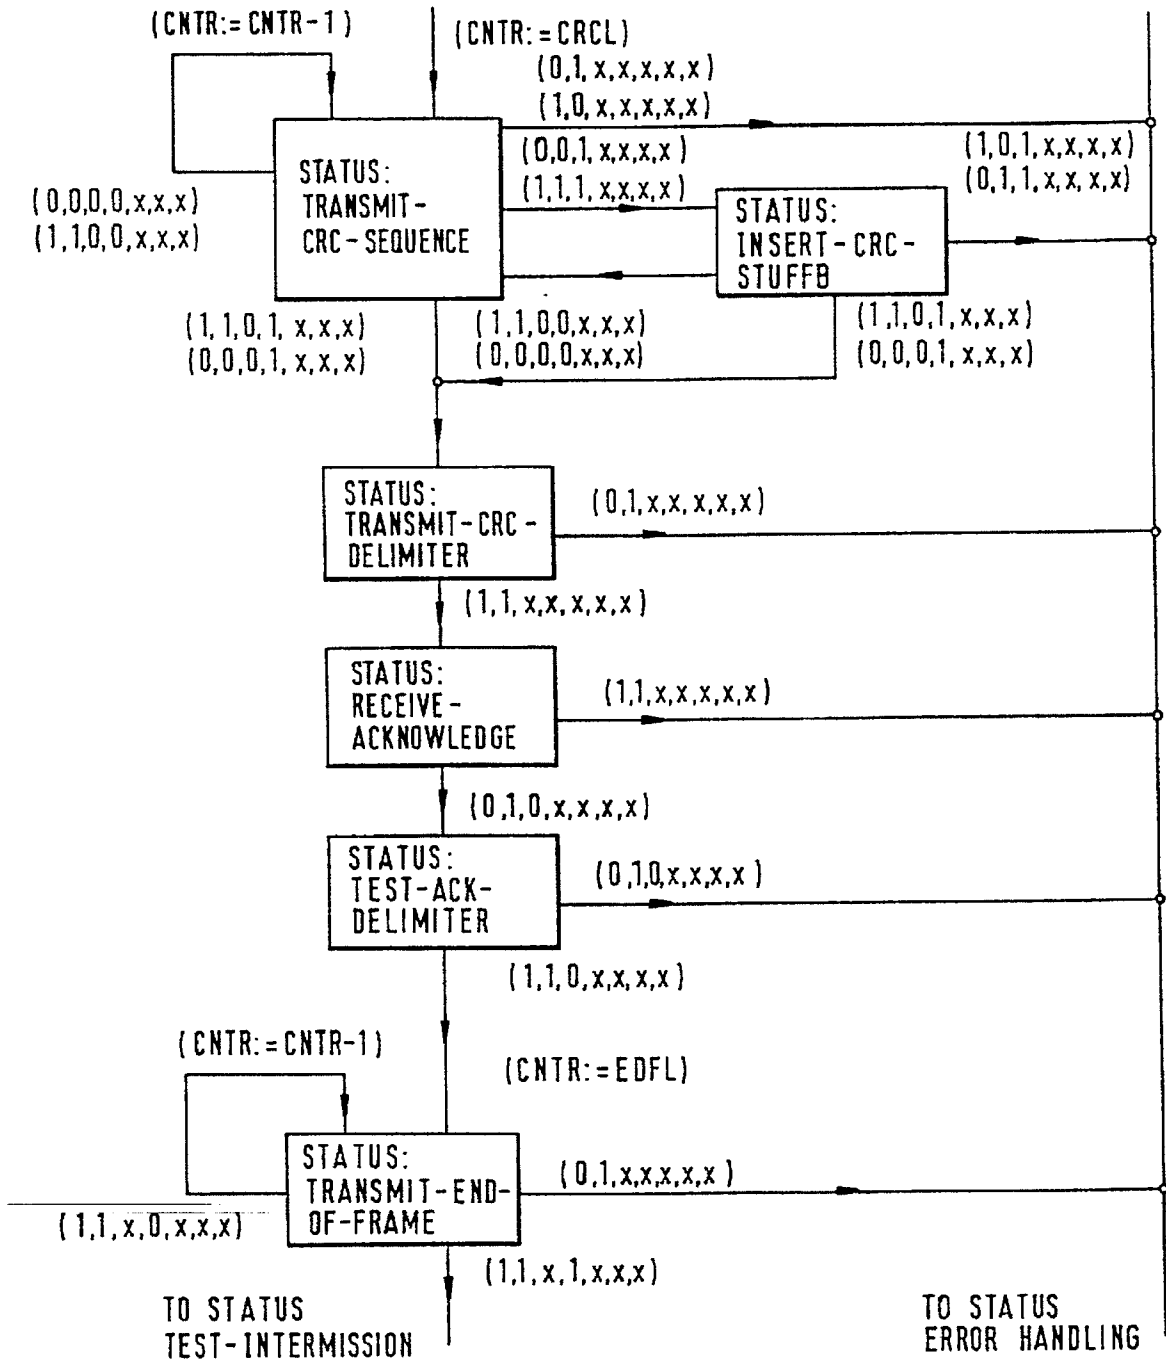 (CNTR:= CNTR-1)
(CNTR:=CRCL)
(0,1,x,x,x,x,x)
(1,0,x,x,x,x,x)
(0,0,1,x,x,x,x)
(1,1,1,x,x,x,x)
(1,0,1,x,x,x,x)
(0,1,1,x,x,x,x)
STATUS:
TRANSMIT-
CRC-SEQUENCE
(0,0,0,0,x,x,x)
(1,1,0,0,x,x,x)
STATUS:
INSERT-CRC-
STUFFB
(1,1,0,1,x,x,x)
(0,0,0,1,x,x,x)
(1,1,0,0,x,x,x)
(0,0,0,0,x,x,x)
(1,1,0,1,x,x,x)
(0,0,0,1,x,x,x)
STATUS:
TRANSMIT-CRC-
DELIMITER
(0,1,x,x,x,x,x)
(1,1,x,x,x,x,x)
STATUS:
RECEIVE-
ACKNOWLEDGE
(1,1,x,x,x,x,x)
(0,1,0,x,x,x,x)
STATUS:
TEST-ACK-
DELIMITER
(0,1,0,x,x,x,x)
(1,1,0,x,x,x,x)
(CNTR:=CNTR-1)
(CNTR:=EDFL)
STATUS:
TRANSMIT-END-
OF-FRAME
(0,1,x,x,x,x,x)
(1,1,x,0,x,x,x)
(1,1,x,1,x,x,x)
TO STATUS
TEST-INTERMISSION
TO STATUS
ERROR HANDLING